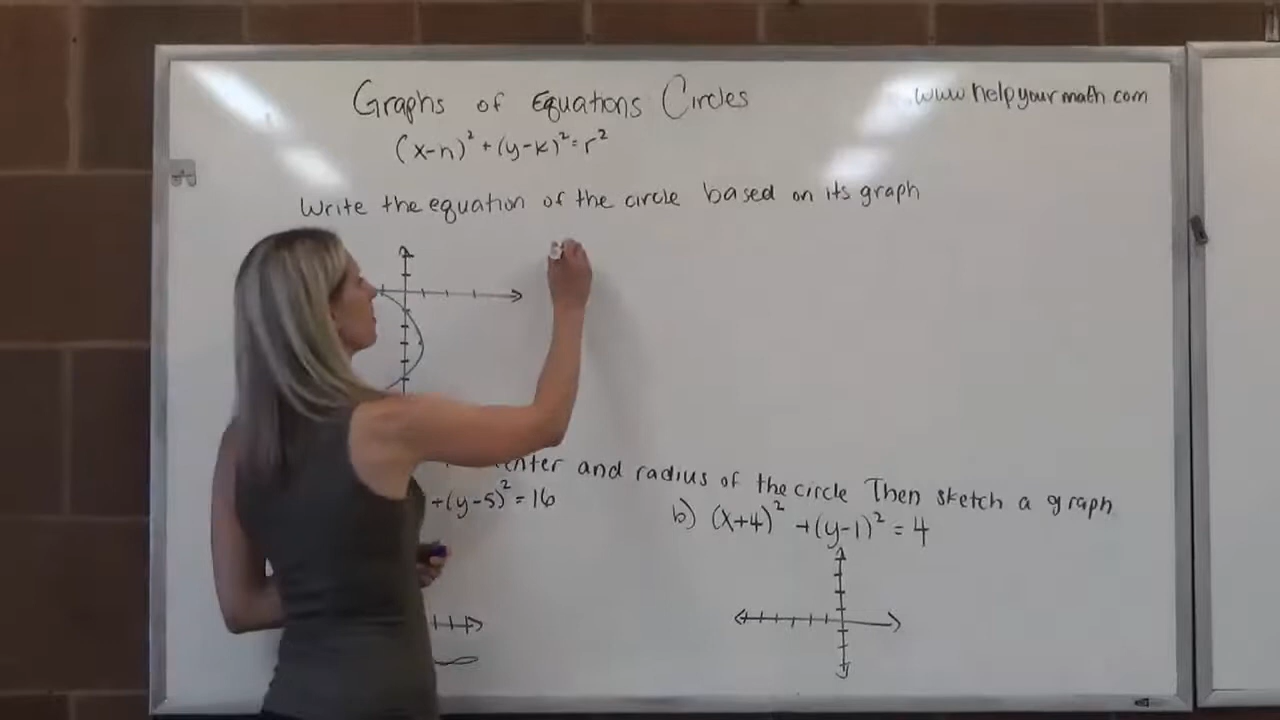 Graphs of Equations Circles
www.helpyourmath.com
(x-h)² + (y-k)² = r²
Write the equation of the circle based on its graph
and radius of the circle Then sketch a graph
+(y-5)² = 16
b) (x+4)² + (y-1)² = 4